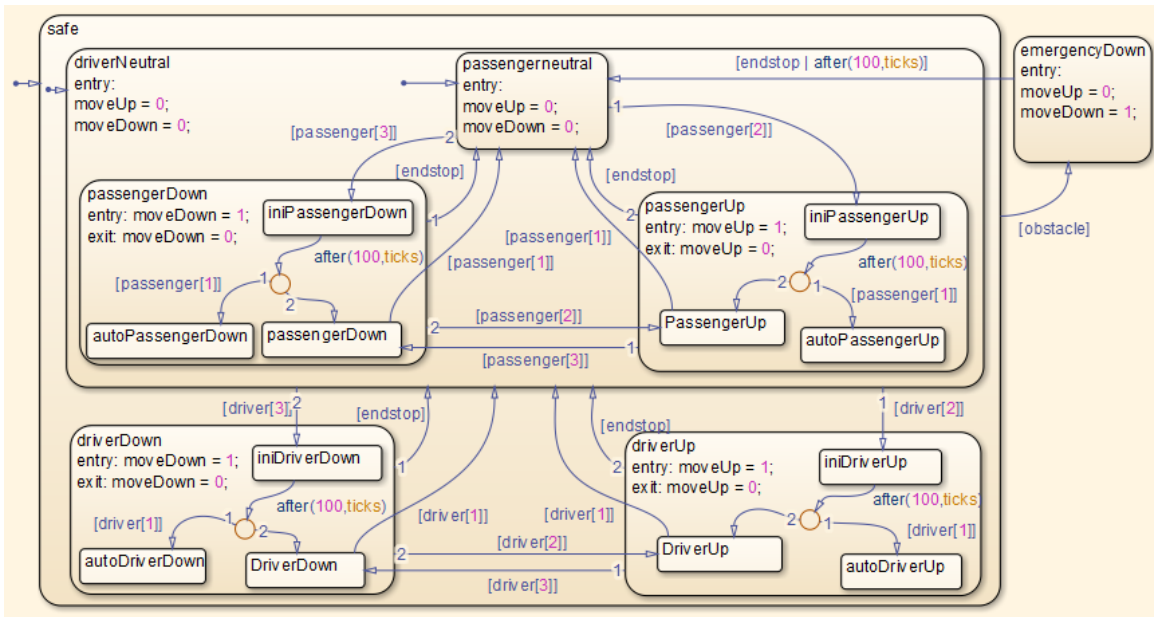 safe
driverNeutral
entry:
moveUp = 0;
moveDown = 0;
passengerneutral
entry:
moveUp = 0;
moveDown = 0;
[endstop | after(100,ticks)]
emergencyDown
entry:
moveUp = 0;
moveDown = 1;
1
[passenger[2]]
[passenger[3]]
2
[endstop]
[endstop]
passengerDown
entry: moveDown = 1;
exit: moveDown = 0;
iniPassengerDown
1
after(100,ticks)
[passenger[1]]
1
2
autoPassengerDown
passengerDown
[passenger[1]]
[passenger[1]]
2
passengerUp
entry: moveUp = 1;
exit: moveUp = 0;
iniPassengerUp
after(100,ticks)
2
1
[passenger[1]]
PassengerUp
autoPassengerUp
[obstacle]
2
[passenger[2]]
1
[passenger[3]]
[driver[3]]
2
[endstop]
[endstop]
1
[driver[2]]
driverDown
entry: moveDown = 1;
exit: moveDown = 0;
iniDriverDown
1
after(100,ticks)
[driver[1]]
1
2
autoDriverDown
DriverDown
[driver[1]]
[driver[1]]
2
driverUp
entry: moveUp = 1;
exit: moveUp = 0;
iniDriverUp
after(100,ticks)
2
1
[driver[1]]
DriverUp
autoDriverUp
2
[driver[2]]
1
[driver[3]]